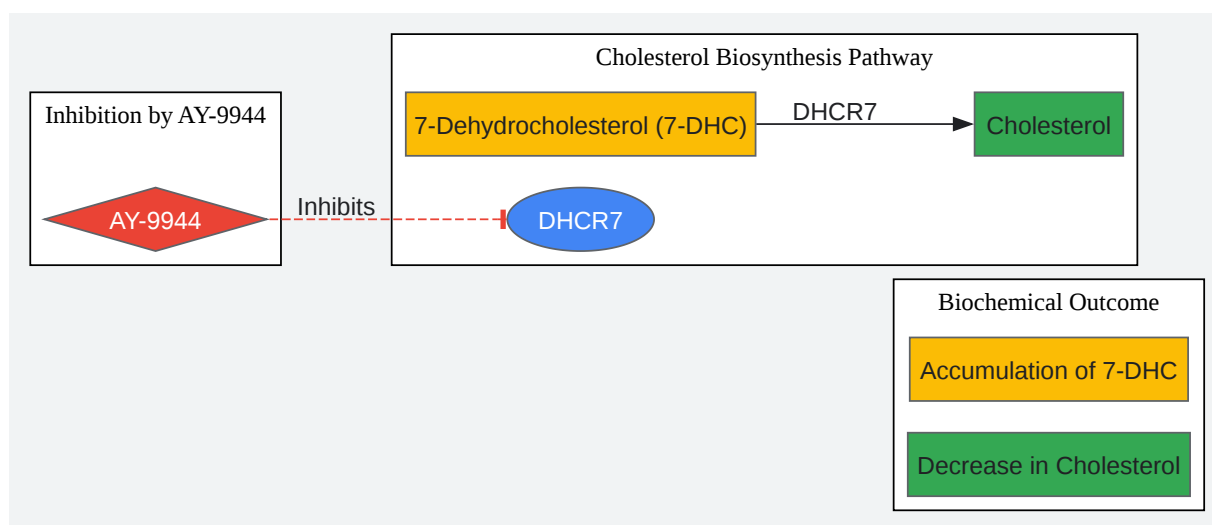 Cholesterol Biosynthesis Pathway
Inhibition by AY-9944
7-Dehydrocholesterol (7-DHC)
DHCR7
Cholesterol
AY-9944
Inhibits
DHCR7
Biochemical Outcome
Accumulation of 7-DHC
Decrease in Cholesterol